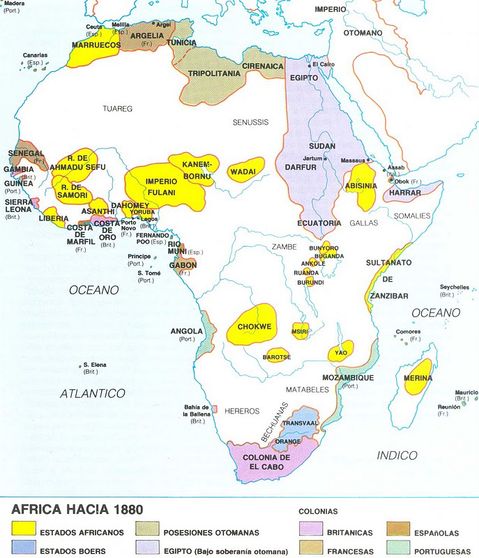 Madera
(Port.)
Ceuta
(Esp.)
Melilla
(Esp.)
Argel
ARGELIA
(Fr.)
TUNICIA
MARRUECOS
IMPERIO
OTOMANO
Canarias
(Esp.)
TRIPOLITANIA
CIRENAICA
El Cairo
EGIPTO
TUAREG
SENUSSIS
SENEGAL
(Fr.)
GAMBIA
(Brit.)
GUINEA
(Port.)
SIERRA
LEONA
(Brit.)
R. DE
AHMADU SEFU
R. DE
SAMORI
LIBERIA
ASANTHI
COSTA
DE
MARFIL
(Fr.)
COSTA
DE
ORO
(Brit.)
DAHOMEY
YORUBA
Porto
Novo
(Fr.)
Lagos
(Brit.)
IMPERIO
FULANI
KANEM-
BORNU
WADAI
SUDAN
DARFUR
Jartum
Massaua
Assab
Obok (Fr.)
ABISINIA
HARRAR
GALLAS
SOMALIES
ECUATORIA
FERNANDO
POO (Esp.)
RIO
MUNI
(Esp.)
Príncipe
(Port.)
S. Tomé
(Port.)
GABON
(Fr.)
ZANBE
BUNYORO
BUGANDA
ANKOLE
RUANDA
BURUNDI
SULTANATO
DE
ZANZIBAR
OCEANO
OCEANO
Seychelles
(Brit.)
ANGOLA
(Port.)
CHOKWE
MSIRI
BAROTSE
YAO
Comores
(Fr.)
MOZAMBIQUE
(Port.)
MERINA
S. Elena
(Brit.)
ATLANTICO
MATABELES
Mauricio
(Brit.)
Reunión
(Fr.)
Bahía de
la Ballena
(Brit.)
HEREROS
BECHUANAS
TRANSVAAL
ORANGE
COLONIA DE
EL CABO
INDICO
AFRICA HACIA 1880
COLONIAS
ESTADOS AFRICANOS
POSESIONES OTOMANAS
BRITANICAS
ESPAñOLAS
ESTADOS BOERS
EGIPTO (Bajo soberanía otomana)
FRANCESAS
PORTUGUESAS